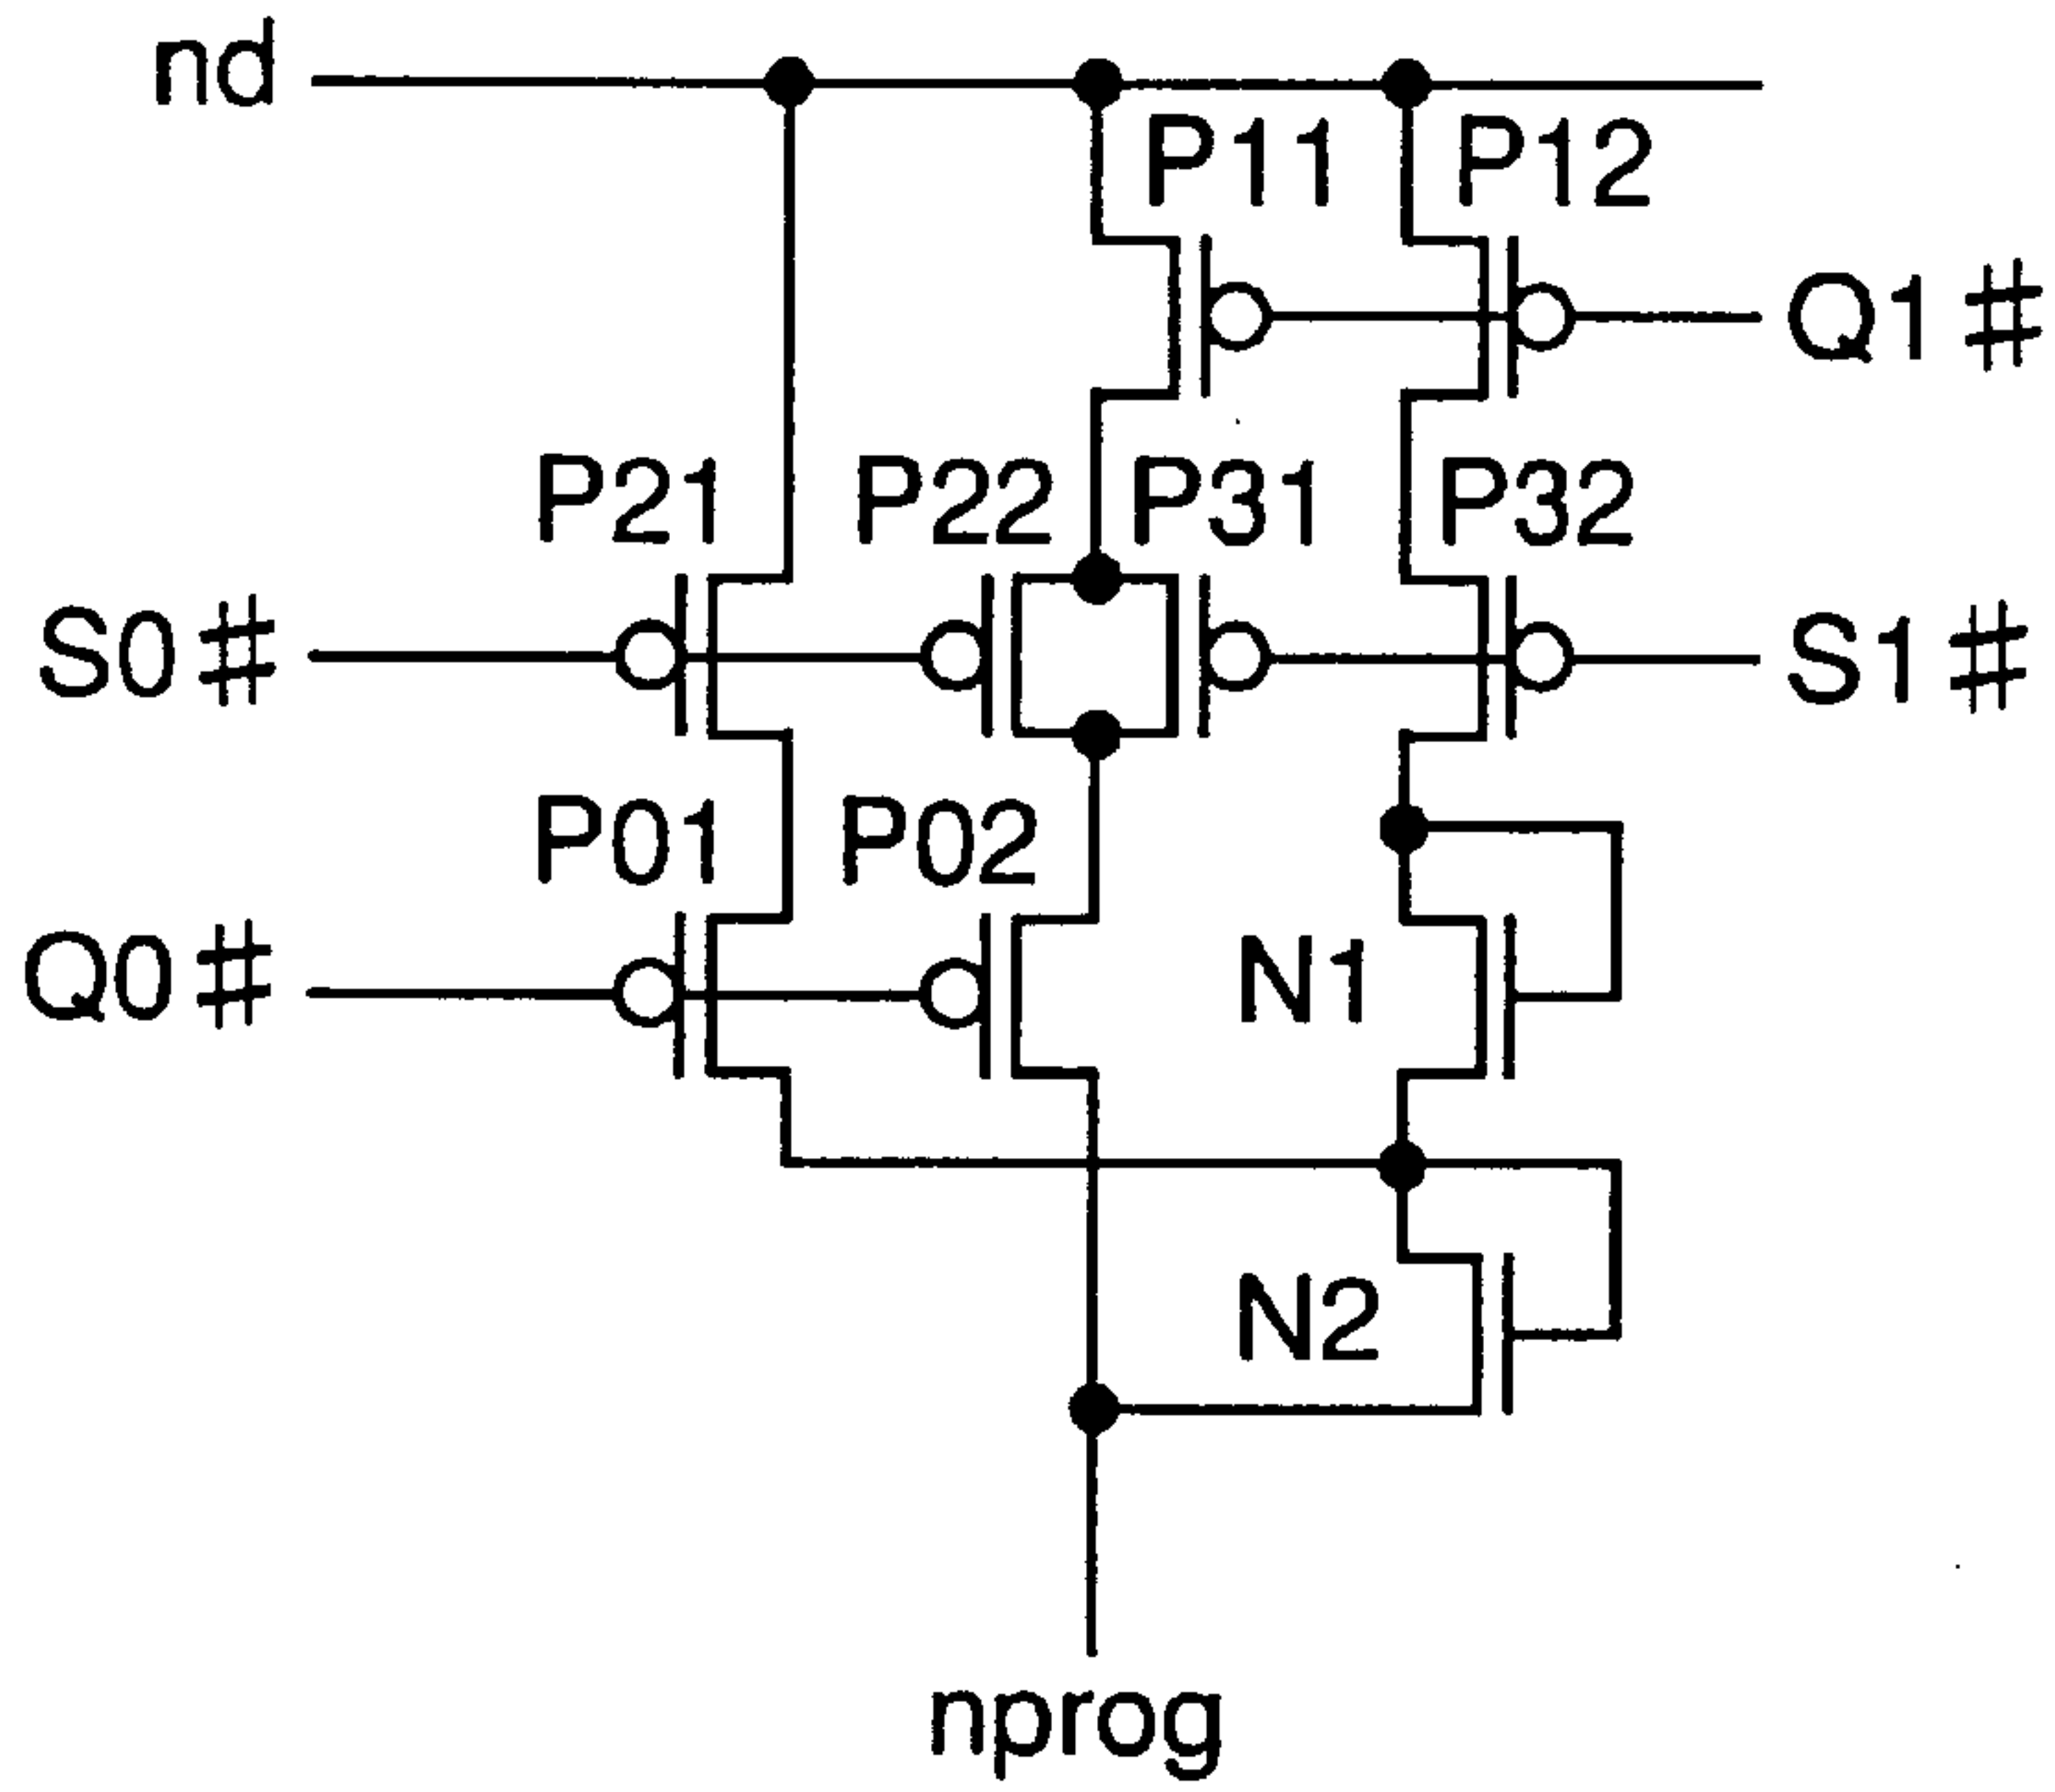 nd
P11 P12
Q1#
P21 P22 P31 P32
S0# S1#
P01 P02
Q0# N1
N2
nprog